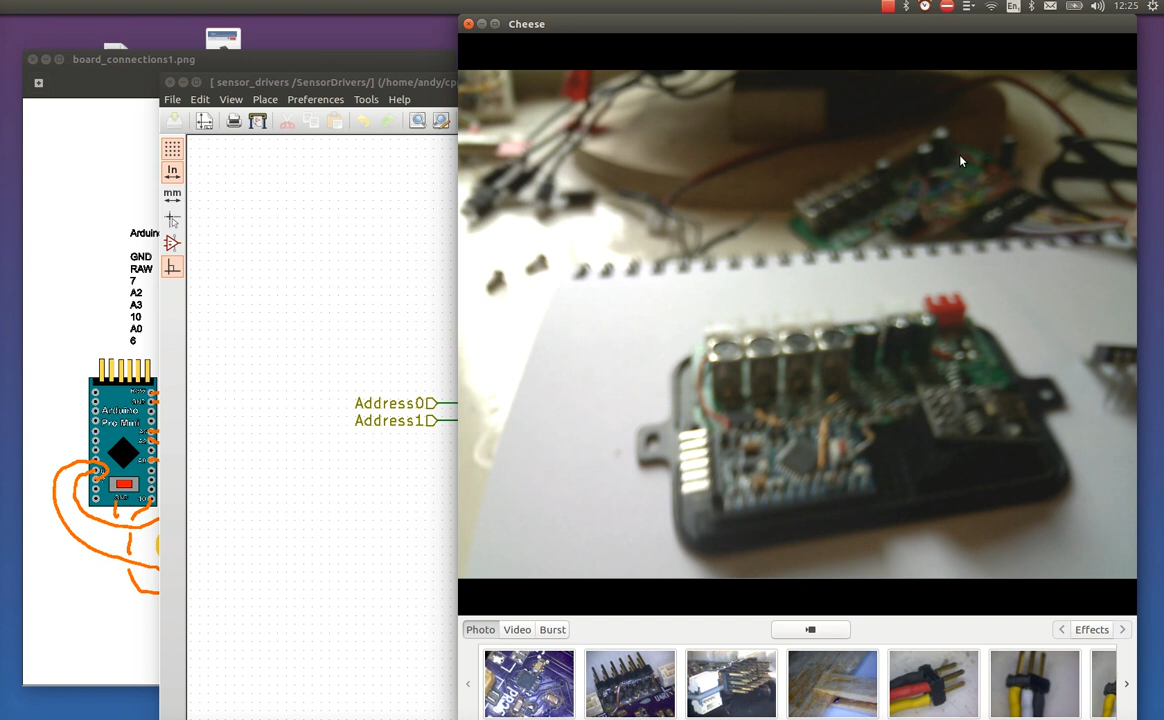 En
12:25
Cheese
board_connections1.png
[ sensor_drivers /SensorDrivers/] (/home/andy/cp
File Edit View Place Preferences Tools Help
In
mm
GND
RAW
7
A2
A3
10
A0
6
Arduino
Pro Mini
Address0
Address1
Photo Video Burst
Effects